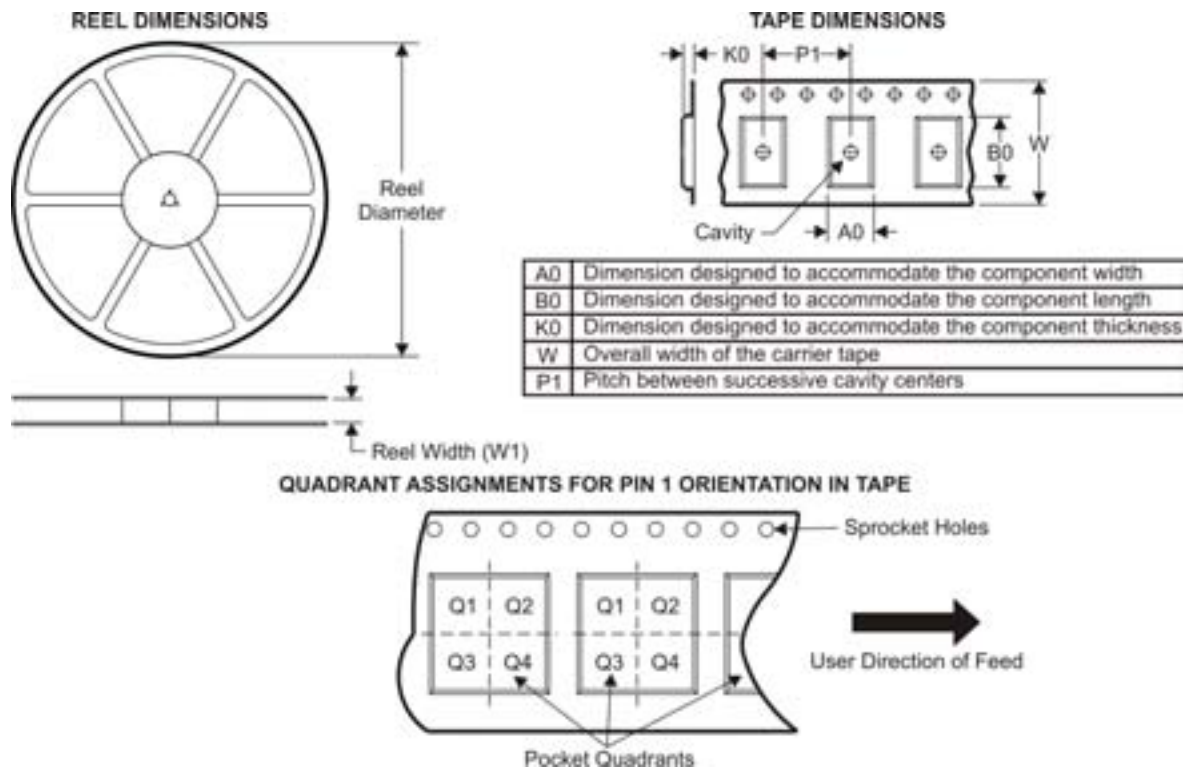 REEL DIMENSIONS
Reel
Diameter
Reel Width (W1)
TAPE DIMENSIONS
K0
P1
B0
W
Cavity
A0
A0 Dimension designed to accommodate the component width
B0 Dimension designed to accommodate the component length
K0 Dimension designed to accommodate the component thickness
W Overall width of the carrier tape
P1 Pitch between successive cavity centers
QUADRANT ASSIGNMENTS FOR PIN 1 ORIENTATION IN TAPE
Sprocket Holes
Q1 Q2 Q1 Q2
Q3 Q4 Q3 Q4
User Direction of Feed
Pocket Quadrants